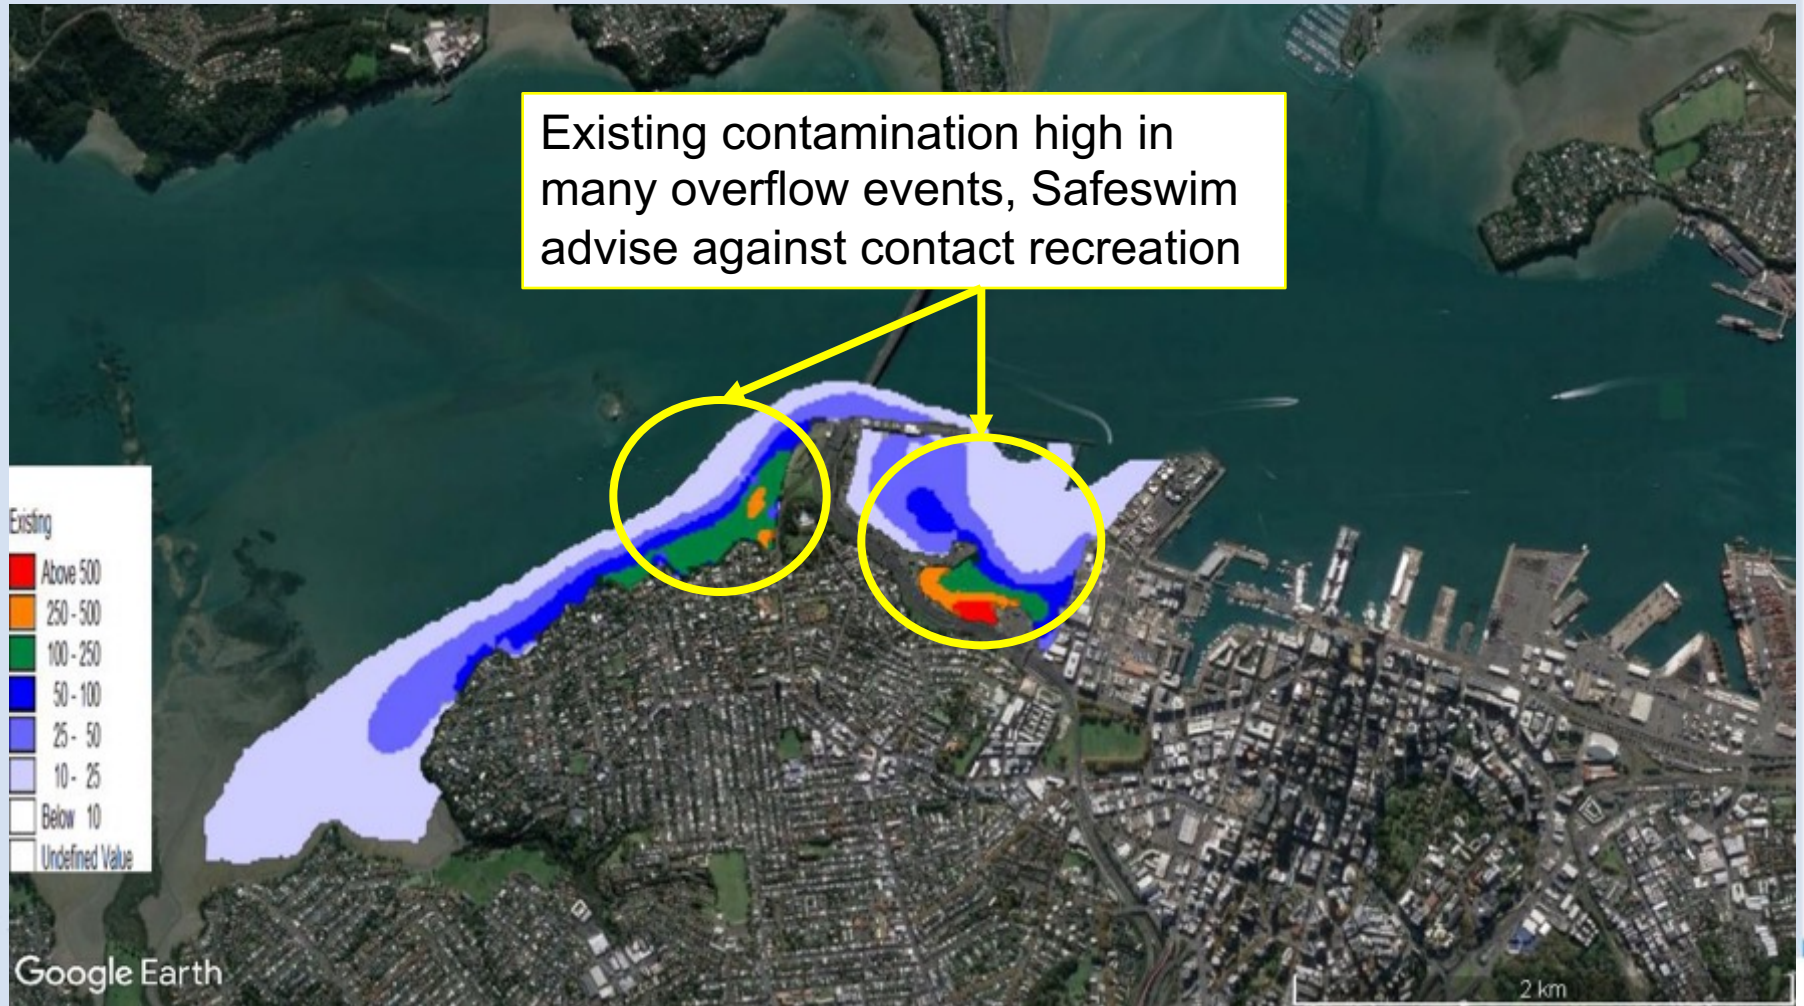 Existing contamination high in
many overflow events, Safeswim
advise against contact recreation
Existing
Above 500
250 - 500
100 - 250
50 - 100
25 - 50
10 - 25
Below 10
Undefined Value
Google Earth
2 km